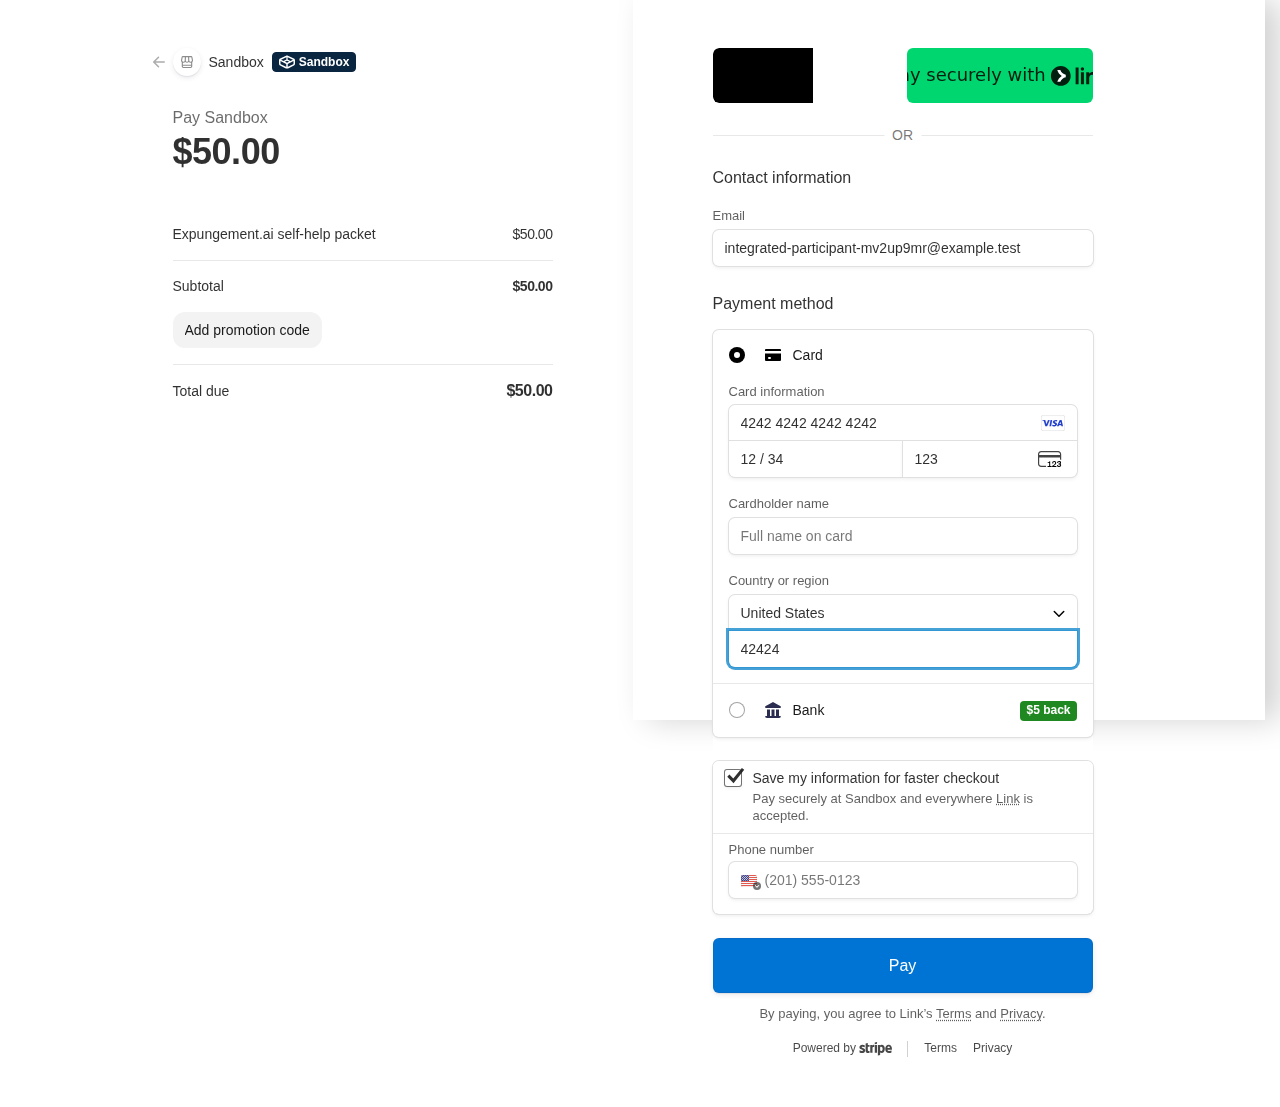 Sandbox Sandbox
Pay Sandbox
$50.00
Expungement.ai self-help packet $50.00
Subtotal $50.00
Add promotion code
Total due $50.00
securely with
OR
Contact information
Email
integrated-participant-mv2up9mr@example.test
Payment method
Card
Card information
4242 4242 4242 4242 VISA
12 / 34 123 123
Cardholder name
Full name on card
Country or region
United States
42424
Bank $5 back
Save my information for faster checkout
Pay securely at Sandbox and everywhere Link is
accepted.
Phone number
(201) 555-0123
Pay
By paying, you agree to Link's Terms and Privacy.
Powered by stripe Terms Privacy